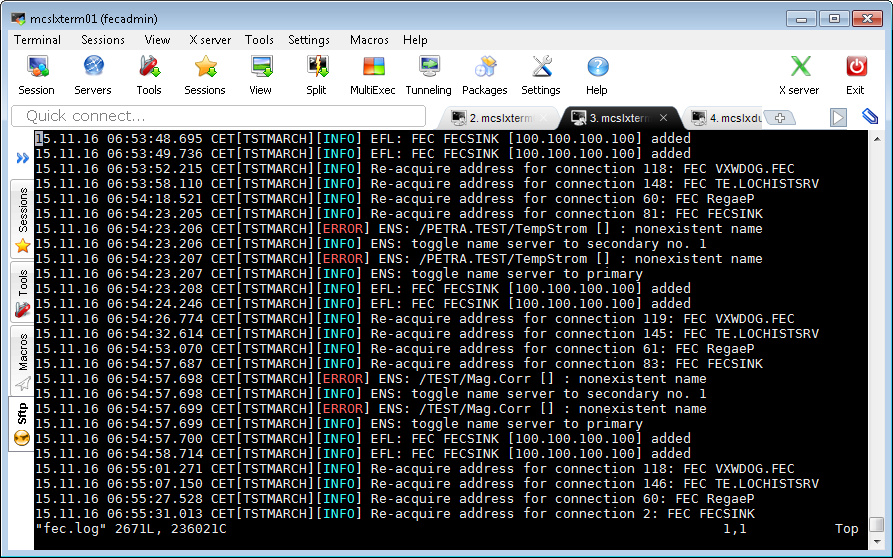 mcslxterm01 (fecadmin)
Terminal Sessions View X server Tools Settings Macros Help
Session Servers Tools Sessions View Split MultiExec Tunneling Packages Settings Help X server Exit
Quick connect...
2. mcslxterm
3. mcslxterm
4. mcslxdu
Sessions
Tools
Macros
Sftp
15.11.16 06:53:48.695 CET[TSTMARCH][INFO] EFL: FEC FECSINK [100.100.100.100] added
15.11.16 06:53:49.736 CET[TSTMARCH][INFO] EFL: FEC FECSINK [100.100.100.100] added
15.11.16 06:53:52.215 CET[TSTMARCH][INFO] Re-acquire address for connection 118: FEC VXWDOG.FEC
15.11.16 06:53:58.110 CET[TSTMARCH][INFO] Re-acquire address for connection 148: FEC TE.LOCHISTSRV
15.11.16 06:54:18.521 CET[TSTMARCH][INFO] Re-acquire address for connection 60: FEC RegaeP
15.11.16 06:54:23.205 CET[TSTMARCH][INFO] Re-acquire address for connection 81: FEC FECSINK
15.11.16 06:54:23.206 CET[TSTMARCH][ERROR] ENS: /PETRA.TEST/TempStrom [] : nonexistent name
15.11.16 06:54:23.206 CET[TSTMARCH][INFO] ENS: toggle name server to secondary no. 1
15.11.16 06:54:23.207 CET[TSTMARCH][ERROR] ENS: /PETRA.TEST/TempStrom [] : nonexistent name
15.11.16 06:54:23.207 CET[TSTMARCH][INFO] ENS: toggle name server to primary
15.11.16 06:54:23.208 CET[TSTMARCH][INFO] EFL: FEC FECSINK [100.100.100.100] added
15.11.16 06:54:24.246 CET[TSTMARCH][INFO] EFL: FEC FECSINK [100.100.100.100] added
15.11.16 06:54:26.774 CET[TSTMARCH][INFO] Re-acquire address for connection 119: FEC VXWDOG.FEC
15.11.16 06:54:32.614 CET[TSTMARCH][INFO] Re-acquire address for connection 145: FEC TE.LOCHISTSRV
15.11.16 06:54:53.070 CET[TSTMARCH][INFO] Re-acquire address for connection 61: FEC RegaeP
15.11.16 06:54:57.687 CET[TSTMARCH][INFO] Re-acquire address for connection 83: FEC FECSINK
15.11.16 06:54:57.698 CET[TSTMARCH][ERROR] ENS: /TEST/Mag.Corr [] : nonexistent name
15.11.16 06:54:57.698 CET[TSTMARCH][INFO] ENS: toggle name server to secondary no. 1
15.11.16 06:54:57.699 CET[TSTMARCH][ERROR] ENS: /TEST/Mag.Corr [] : nonexistent name
15.11.16 06:54:57.699 CET[TSTMARCH][INFO] ENS: toggle name server to primary
15.11.16 06:54:57.700 CET[TSTMARCH][INFO] EFL: FEC FECSINK [100.100.100.100] added
15.11.16 06:54:58.714 CET[TSTMARCH][INFO] EFL: FEC FECSINK [100.100.100.100] added
15.11.16 06:55:01.271 CET[TSTMARCH][INFO] Re-acquire address for connection 118: FEC VXWDOG.FEC
15.11.16 06:55:07.150 CET[TSTMARCH][INFO] Re-acquire address for connection 146: FEC TE.LOCHISTSRV
15.11.16 06:55:27.528 CET[TSTMARCH][INFO] Re-acquire address for connection 60: FEC RegaeP
15.11.16 06:55:31.013 CET[TSTMARCH][INFO] Re-acquire address for connection 2: FEC FECSINK
"fec.log" 2671L, 236021C 1,1 Top